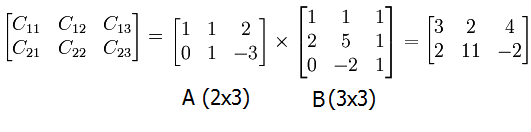 [C₁₁ C₁₂ C₁₃] = [1 1 2] × [1 1 1] = [3 2 4]
[C₂₁ C₂₂ C₂₃] [0 1 −3] [2 5 1] [2 11 −2]
[0 −2 1]
A (2x3) B (3x3)